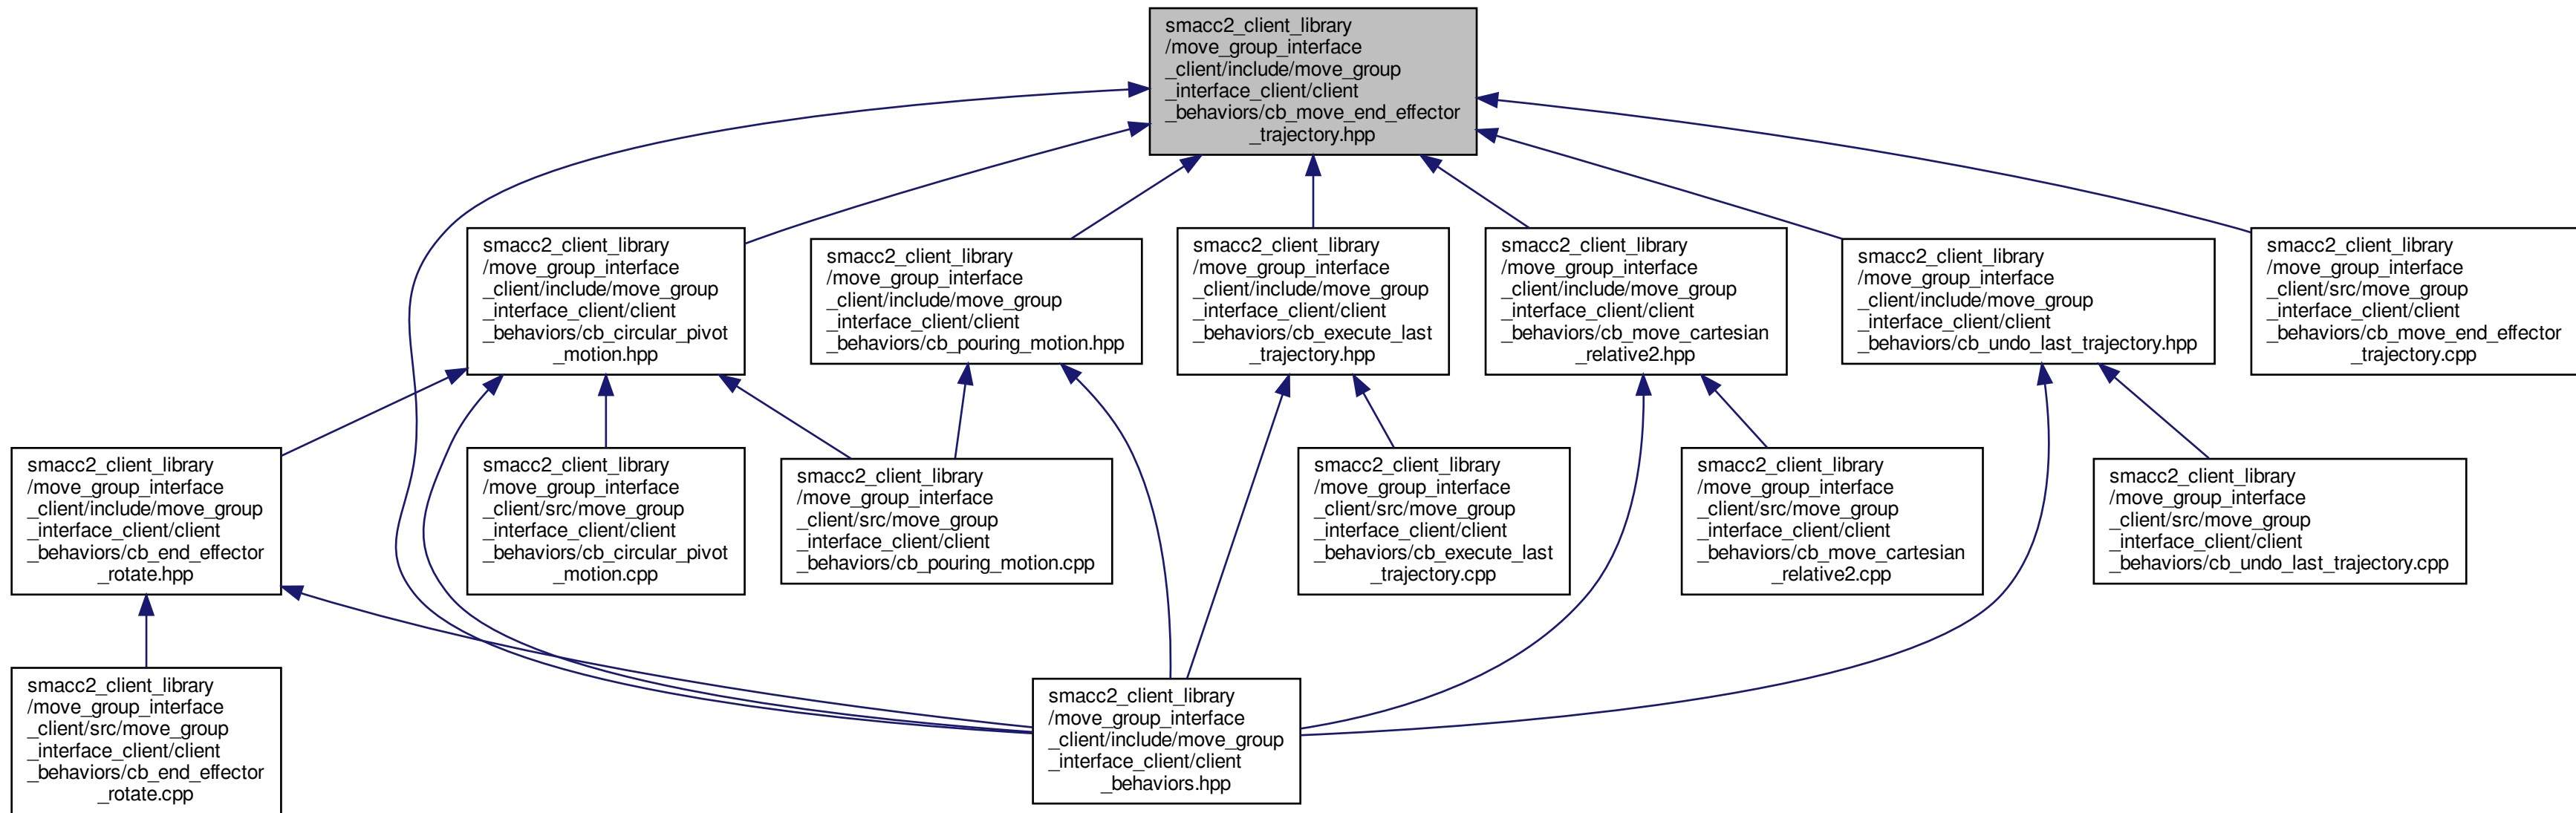 smacc2_client_library
/move_group_interface
_client/include/move_group
_interface_client/client
_behaviors/cb_move_end_effector
_trajectory.hpp
smacc2_client_library
/move_group_interface
_client/include/move_group
_interface_client/client
_behaviors/cb_circular_pivot
_motion.hpp
smacc2_client_library
/move_group_interface
_client/include/move_group
_interface_client/client
_behaviors/cb_pouring_motion.hpp
smacc2_client_library
/move_group_interface
_client/include/move_group
_interface_client/client
_behaviors/cb_execute_last
_trajectory.hpp
smacc2_client_library
/move_group_interface
_client/include/move_group
_interface_client/client
_behaviors/cb_move_cartesian
_relative2.hpp
smacc2_client_library
/move_group_interface
_client/include/move_group
_interface_client/client
_behaviors/cb_undo_last_trajectory.hpp
smacc2_client_library
/move_group_interface
_client/src/move_group
_interface_client/client
_behaviors/cb_move_end_effector
_trajectory.cpp
smacc2_client_library
/move_group_interface
_client/include/move_group
_interface_client/client
_behaviors/cb_end_effector
_rotate.hpp
smacc2_client_library
/move_group_interface
_client/src/move_group
_interface_client/client
_behaviors/cb_circular_pivot
_motion.cpp
smacc2_client_library
/move_group_interface
_client/src/move_group
_interface_client/client
_behaviors/cb_pouring_motion.cpp
smacc2_client_library
/move_group_interface
_client/src/move_group
_interface_client/client
_behaviors/cb_execute_last
_trajectory.cpp
smacc2_client_library
/move_group_interface
_client/src/move_group
_interface_client/client
_behaviors/cb_move_cartesian
_relative2.cpp
smacc2_client_library
/move_group_interface
_client/src/move_group
_interface_client/client
_behaviors/cb_undo_last_trajectory.cpp
smacc2_client_library
/move_group_interface
_client/src/move_group
_interface_client/client
_behaviors/cb_end_effector
_rotate.cpp
smacc2_client_library
/move_group_interface
_client/include/move_group
_interface_client/client
_behaviors.hpp